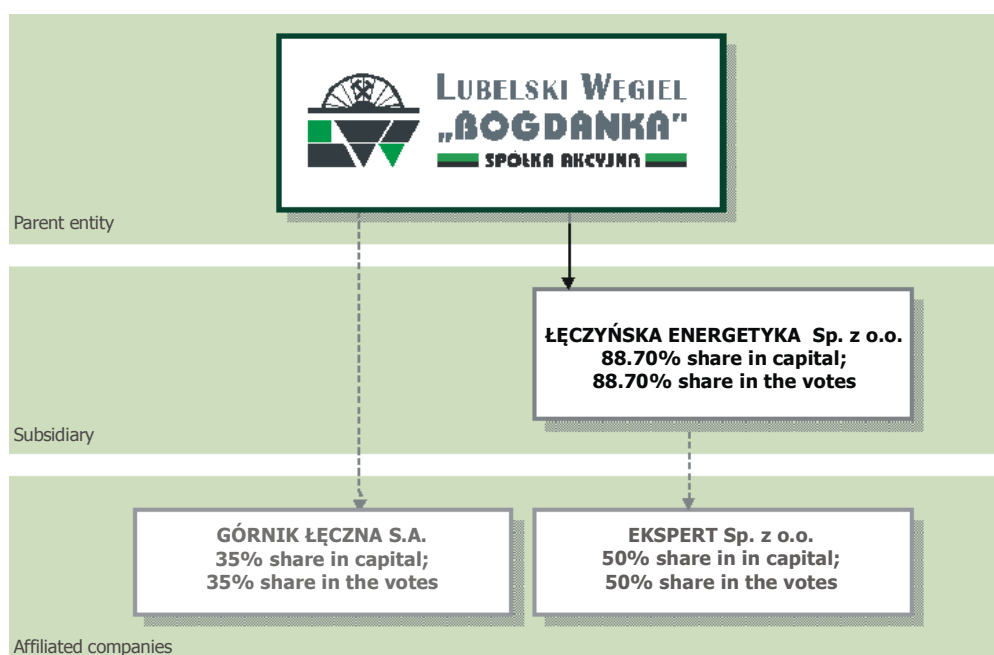 LUBELSKI WĘGIEL
„BOGDANKA"
SPÓŁKA AKCYJNA
Parent entity
ŁĘCZYŃSKA ENERGETYKA Sp. z o.o.
88.70% share in capital;
88.70% share in the votes
Subsidiary
GÓRNIK ŁĘCZNA S.A.
35% share in capital;
35% share in the votes
EKSPERT Sp. z o.o.
50% share in in capital;
50% share in the votes
Affiliated companies